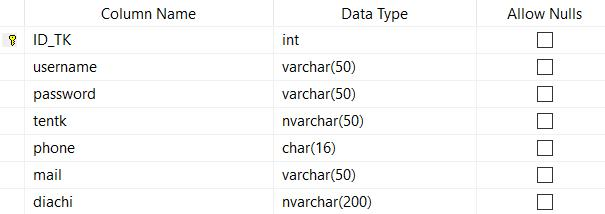 Column Name Data Type Allow Nulls
ID_TK int
username varchar(50)
password varchar(50)
tentk nvarchar(50)
phone char(16)
mail varchar(50)
diachi nvarchar(200)